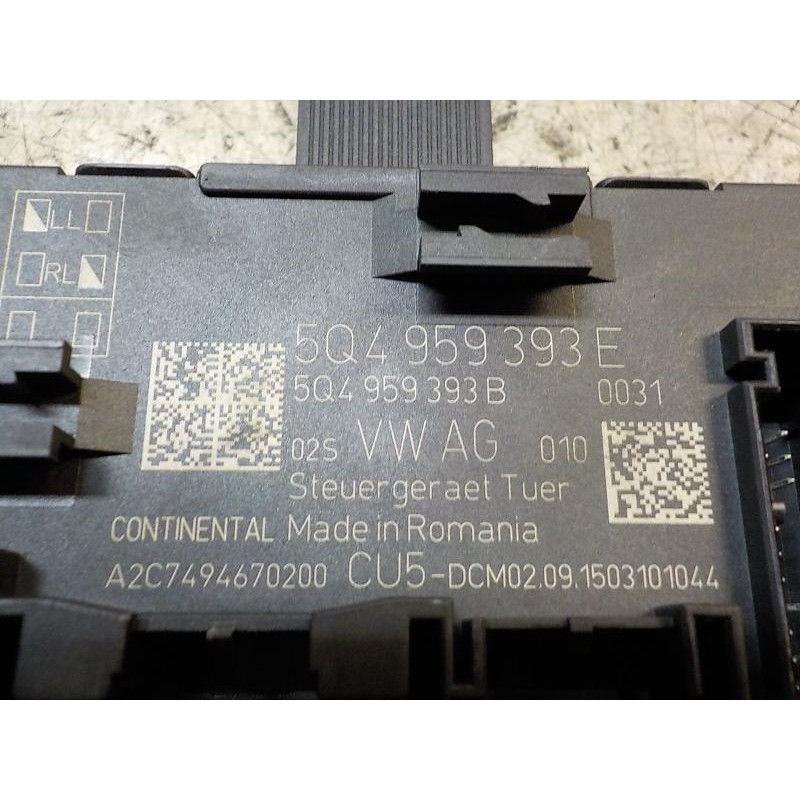 LL
RL
5Q4 959 393 E
5Q4 959 393 B 0031
02S VW AG 010
Steuergeraet Tuer
CONTINENTAL Made in Romania
A2C7494670200 CU5-DCM02.09.1503101044